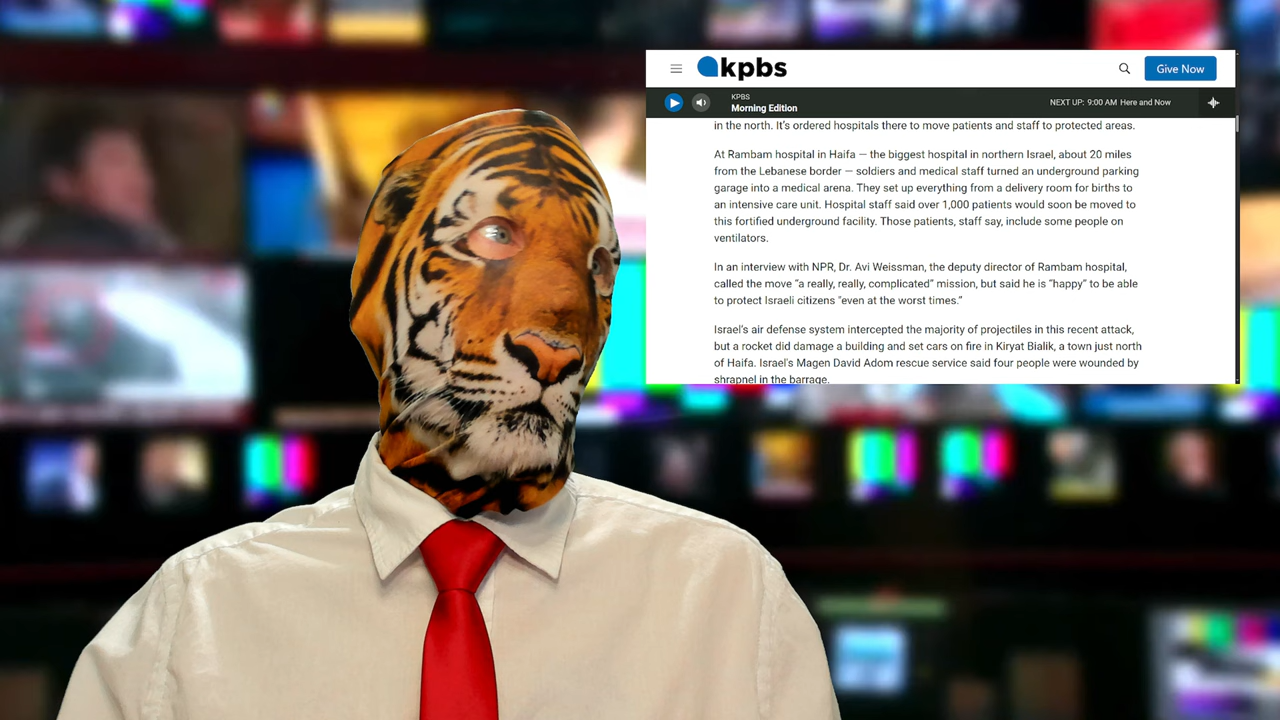 kpbs
Give Now
KPBS
Morning Edition
NEXT UP: 9:00 AM Here and Now
in the north. It’s ordered hospitals there to move patients and staff to protected areas.
At Rambam hospital in Haifa — the biggest hospital in northern Israel, about 20 miles
from the Lebanese border — soldiers and medical staff turned an underground parking
garage into a medical arena. They set up everything from a delivery room for births to
an intensive care unit. Hospital staff said over 1,000 patients would soon be moved to
this fortified underground facility. Those patients, staff say, include some people on
ventilators.
In an interview with NPR, Dr. Avi Weissman, the deputy director of Rambam hospital,
called the move “a really, really, complicated” mission, but said he is “happy” to be able
to protect Israeli citizens “even at the worst times.”
Israel’s air defense system intercepted the majority of projectiles in this recent attack,
but a rocket did damage a building and set cars on fire in Kiryat Bialik, a town just north
of Haifa. Israel's Magen David Adom rescue service said four people were wounded by
shrapnel in the barrage.